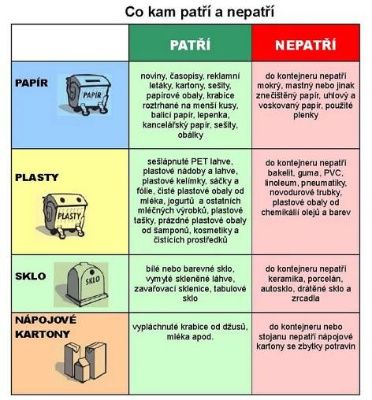 Co kam patří a nepatří
PATŘÍ
NEPATŘÍ
PAPÍR
PAPÍR
noviny, časopisy, reklamní
letáky, kartony, sešity,
papírové obaly, krabice
roztrhané na menší kusy,
balicí papír, lepenka,
kancelářský papír, sešity,
obálky
do kontejneru nepatří
mokrý, mastný nebo jinak
znečištěný papír, uhlový a
voskovaný papír, použité
plenky
PLASTY
PLASTY
sešlápnuté PET lahve,
plastové nádoby a lahve,
plastové kelímky, sáčky a
fólie, čisté plastové obaly od
mléka, jogurtů a ostatních
mléčných výrobků, plastové
tašky, prázdné plastové obaly
od šamponů, kosmetiky a
čistících prostředků
do kontejneru nepatří
bakelit, guma, PVC,
linoleum, pneumatiky,
novodurové trubky,
plastové obaly od
chemikálií olejů a barev
SKLO
SKLO
bílé nebo barevné sklo,
vymyté skleněné láhve,
zavařovací sklenice, tabulové
sklo
do kontejneru nepatří
keramika, porcelán,
autosklo, drátěné sklo a
zrcadla
NÁPOJOVÉ
KARTONY
vypláchnuté krabice od džusů,
mléka apod.
do kontejneru nebo
stojanu nepatří nápojové
kartony se zbytky potravin